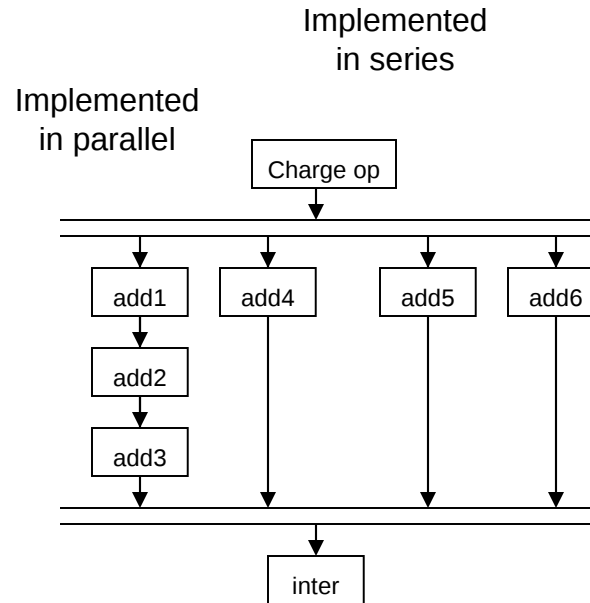 Implemented
in series
Implemented
in parallel
Charge op
add1
add4
add5
add6
add2
add3
inter